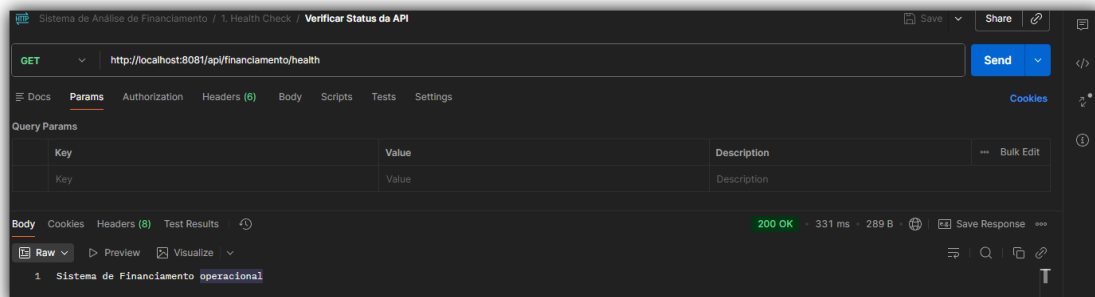 HTTP Sistema de Análise de Financiamento / 1. Health Check / Verificar Status da API Save Share
GET http://localhost:8081/api/financiamento/health Send
Docs Params Authorization Headers (6) Body Scripts Tests Settings Cookies
Query Params
Key Value Description Bulk Edit
Key Value Description
Body Cookies Headers (8) Test Results 200 OK 331 ms 289 B Save Response
Raw Preview Visualize
1 Sistema de Financiamento operacional